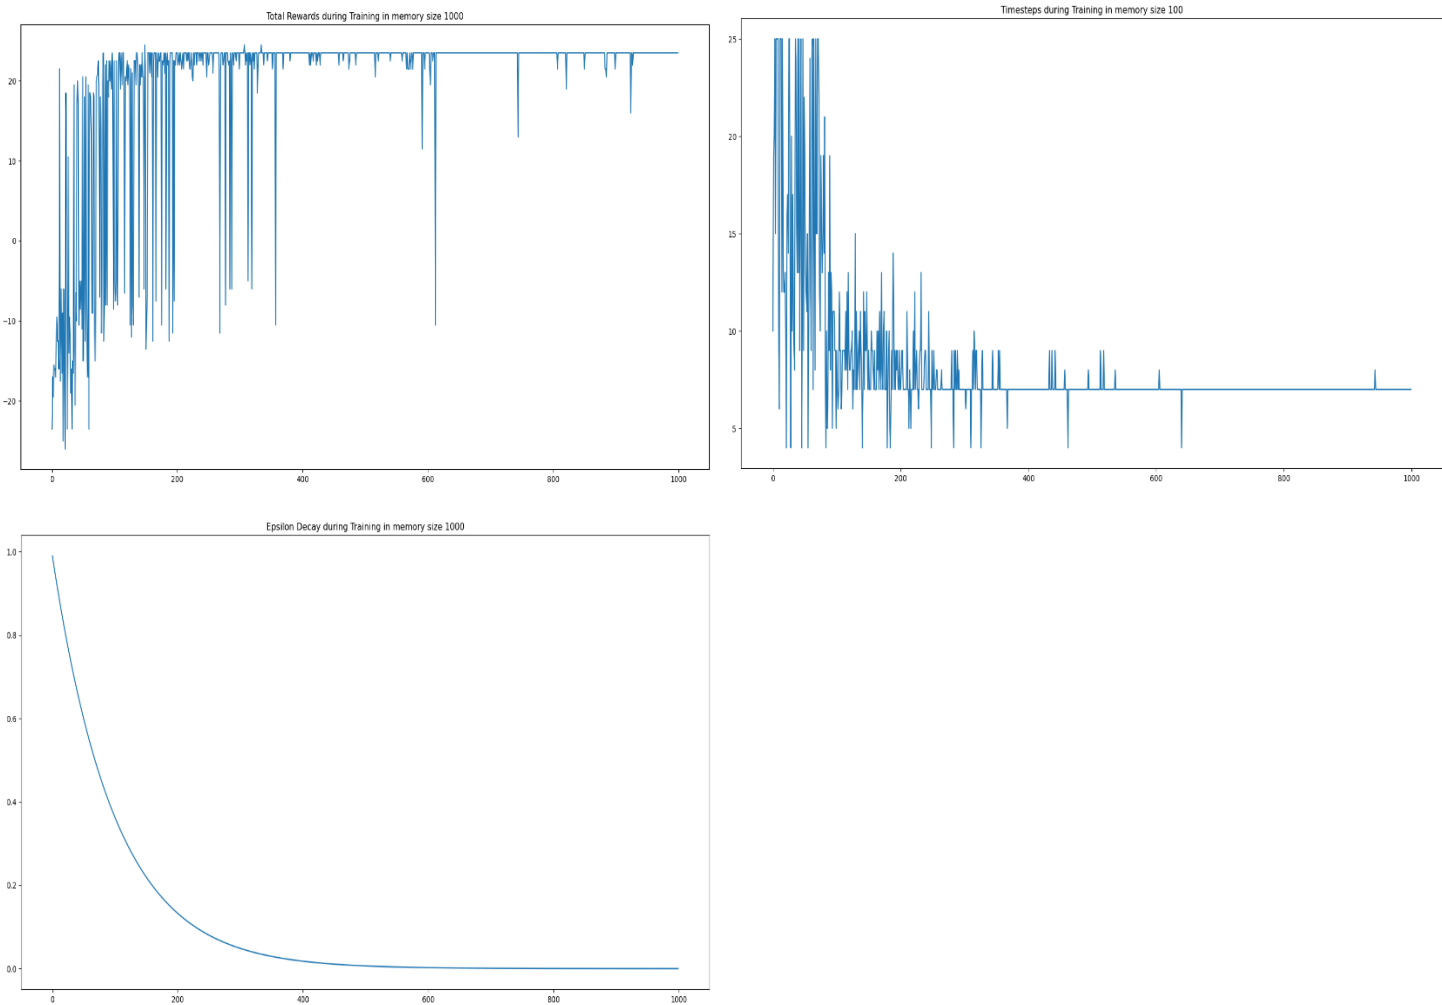 Total Rewards during Training in memory size 1000
20
10
0
−10
−20
0 200 400 600 800 1000
Timesteps during Training in memory size 100
25
20
15
10
5
0 200 400 600 800 1000
Epsilon Decay during Training in memory size 1000
1.0
0.8
0.6
0.4
0.2
0.0
0 200 400 600 800 1000